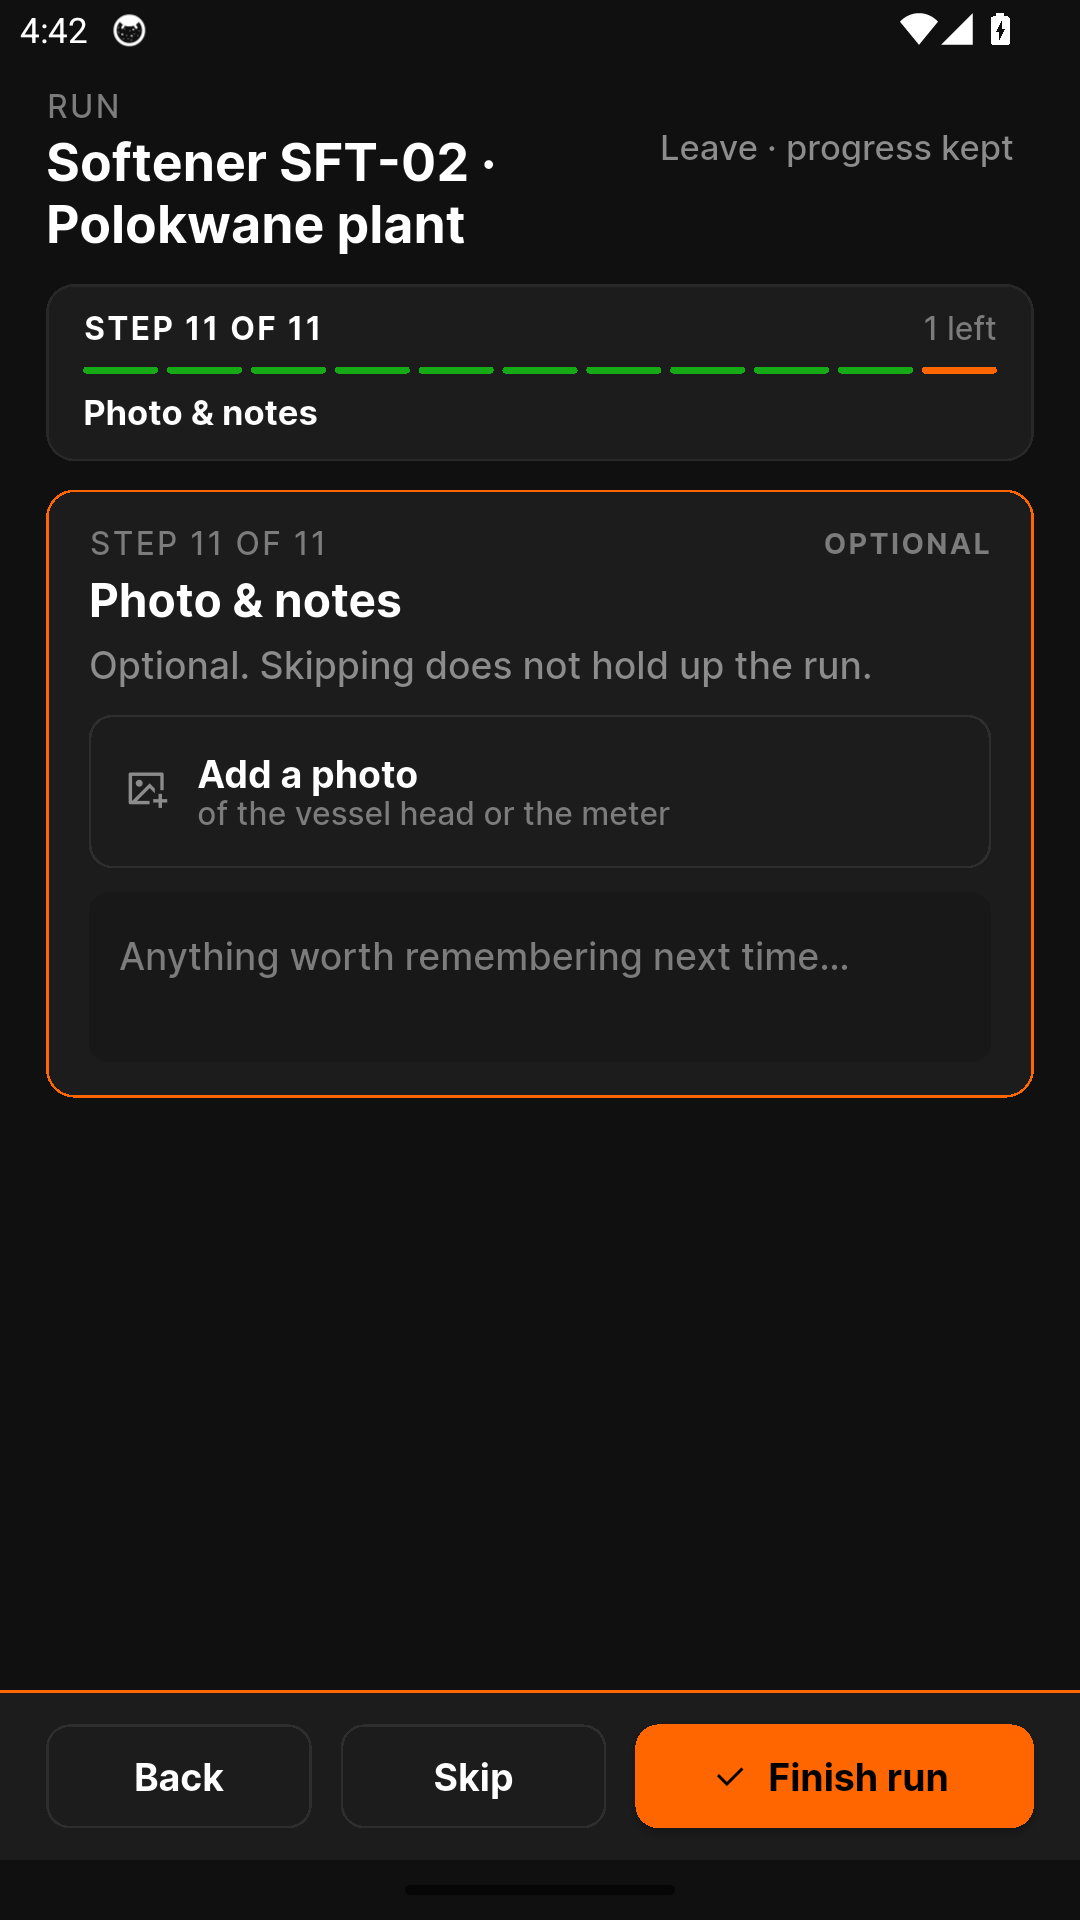 4:42
RUN
Softener SFT-02 ·
Polokwane plant
Leave · progress kept
STEP 11 OF 11
1 left
Photo & notes
STEP 11 OF 11
OPTIONAL
Photo & notes
Optional. Skipping does not hold up the run.
Add a photo
of the vessel head or the meter
Anything worth remembering next time...
Back
Skip
Finish run